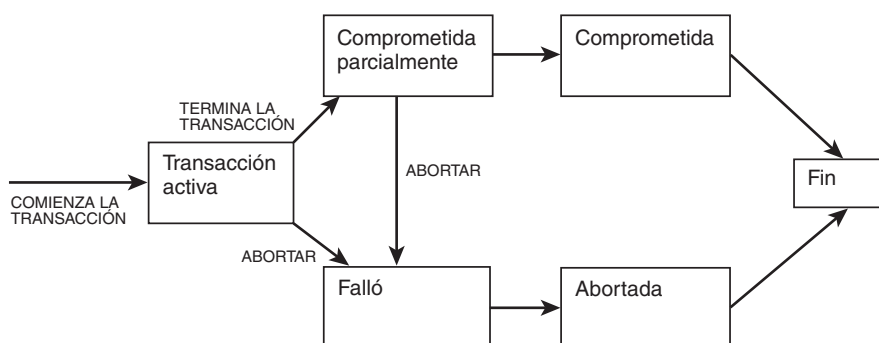 Comprometida
parcialmente
Comprometida
TERMINA LA
TRANSACCIÓN
Transacción
activa
ABORTAR
Fin
COMIENZA LA
TRANSACCIÓN
ABORTAR
Falló
Abortada